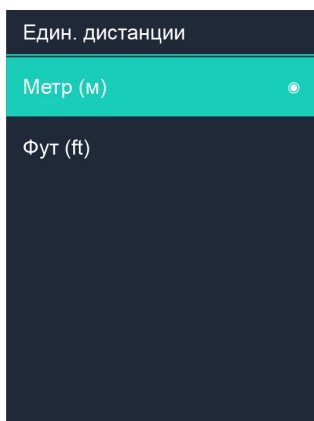 Един. дистанции
Метр (м)
Фут (ft)